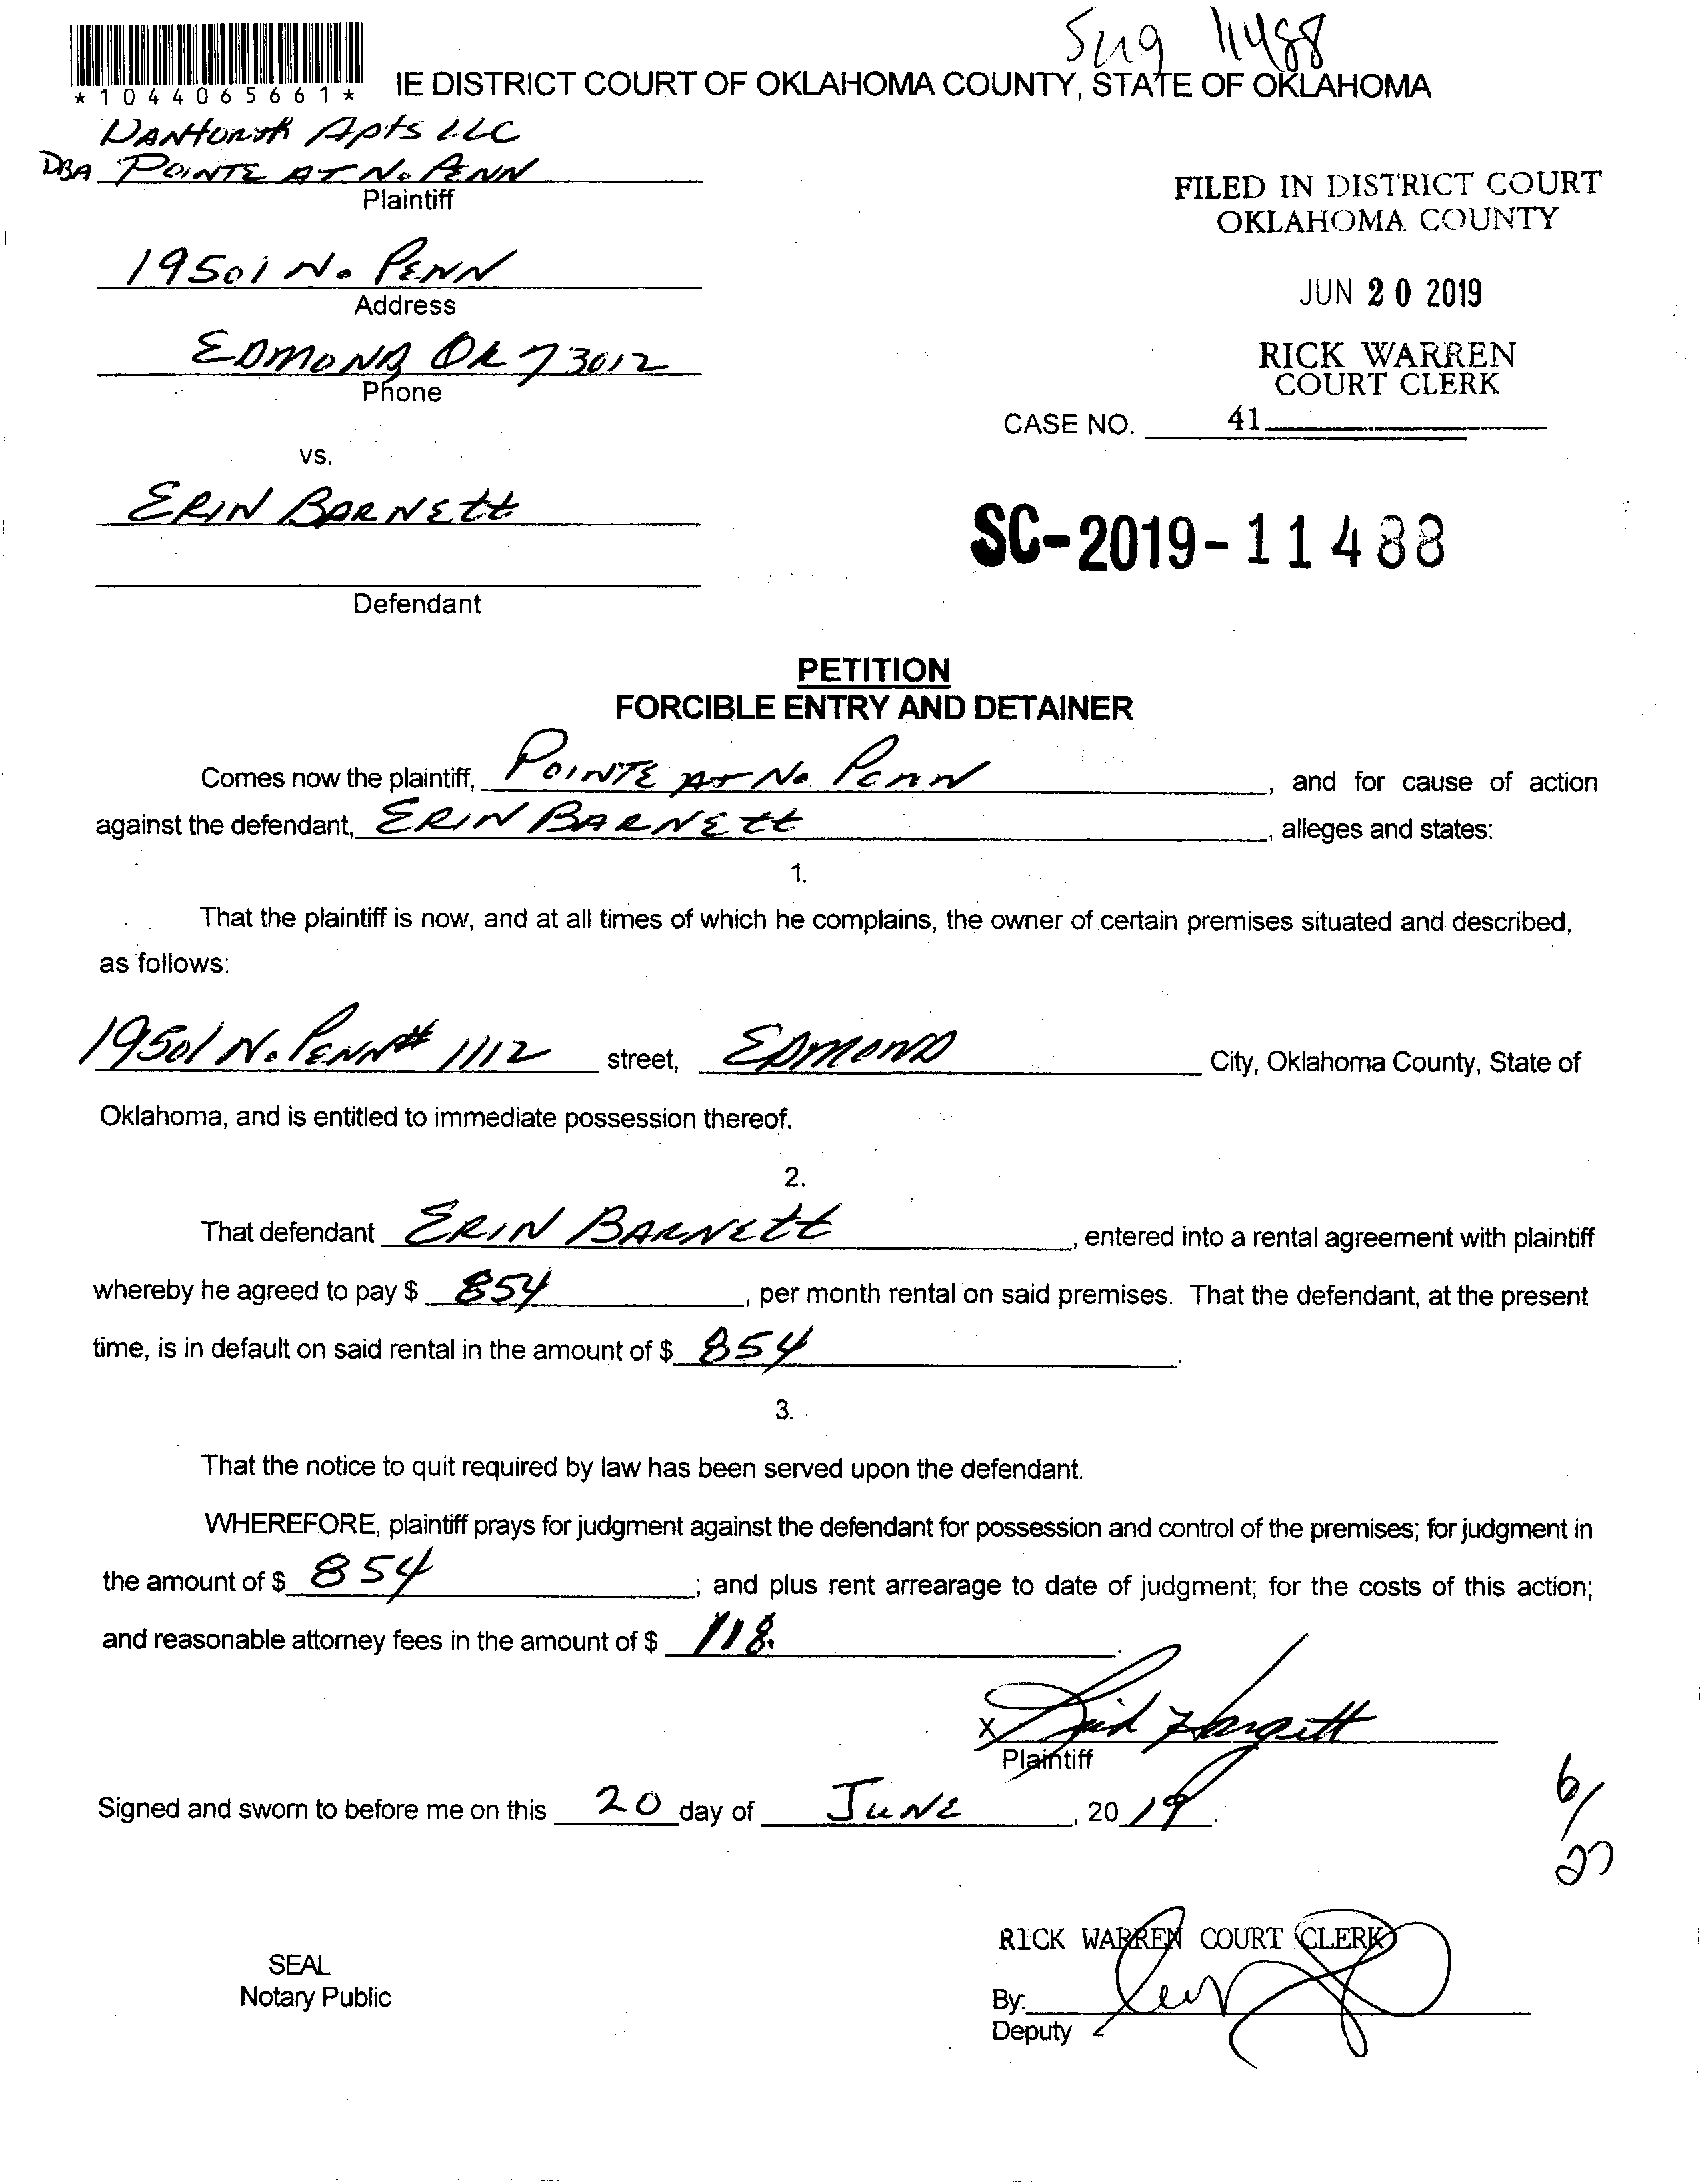 Sug 11488
*1044065661* IE DISTRICT COURT OF OKLAHOMA COUNTY, STATE OF OKLAHOMA
DANFORTH Apts LLC
DBA POINTE AT N. PENN
Plaintiff
FILED IN DISTRICT COURT
OKLAHOMA COUNTY
19501 N. PENN
Address
JUN 20 2019
EDMOND OK 73012
Phone
RICK WARREN
COURT CLERK
CASE NO. 41
vs.
ERIN BARNETT
SC-2019-11488
Defendant
PETITION
FORCIBLE ENTRY AND DETAINER
Comes now the plaintiff, POINTE AT No PENN, and for cause of action
against the defendant, ERIN BARNETT, alleges and states:
1.
That the plaintiff is now, and at all times of which he complains, the owner of certain premises situated and described,
as follows:
19501 N. PENN # 1112 street, EDMOND City, Oklahoma County, State of
Oklahoma, and is entitled to immediate possession thereof.
2.
That defendant ERIN BARNETT, entered into a rental agreement with plaintiff
whereby he agreed to pay $ 854, per month rental on said premises. That the defendant, at the present
time, is in default on said rental in the amount of $ 854.
3.
That the notice to quit required by law has been served upon the defendant.
WHEREFORE, plaintiff prays for judgment against the defendant for possession and control of the premises; for judgment in
the amount of $ 854; and plus rent arrearage to date of judgment; for the costs of this action;
and reasonable attorney fees in the amount of $ 118.
X Hargett
Plaintiff
Signed and sworn to before me on this 20 day of JUNE, 20 19.
6/27
RICK WARREN COURT CLERK
SEAL
Notary Public
By:
Deputy